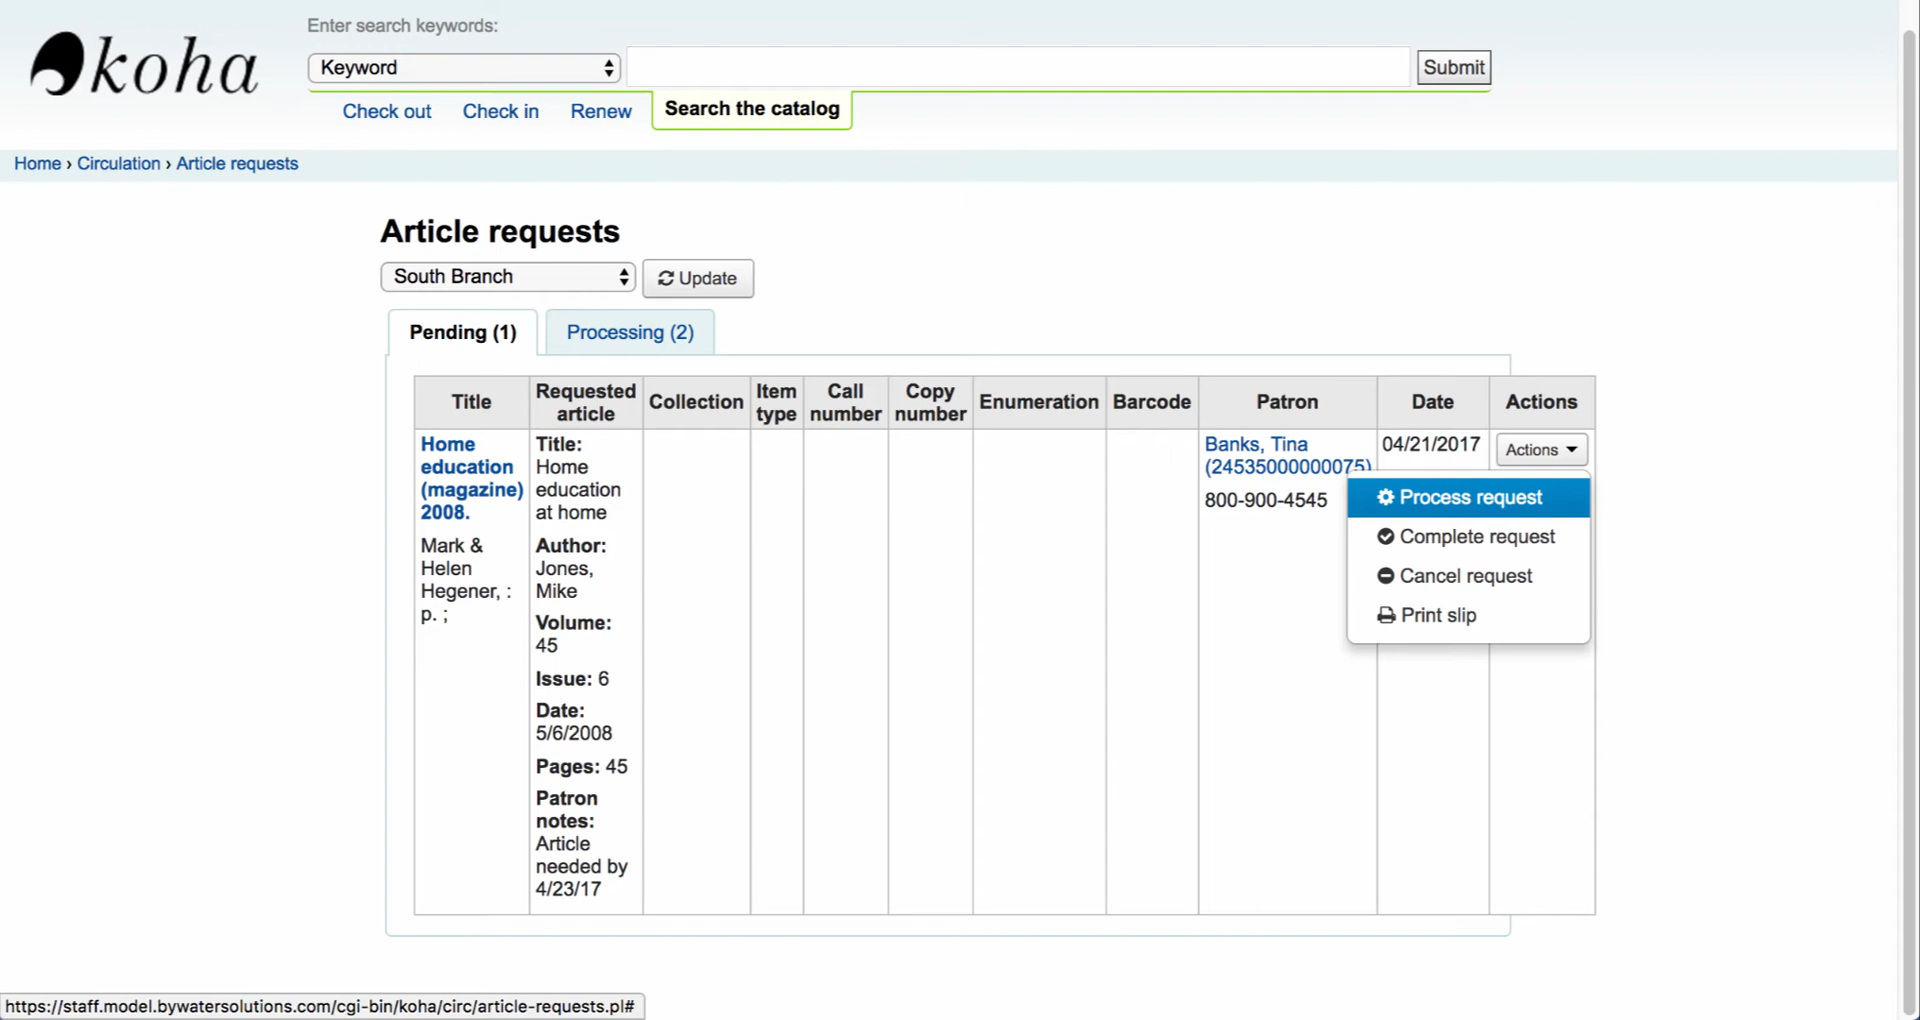 Enter search keywords:
koha
Keyword
Submit
Check out
Check in
Renew
Search the catalog
Home › Circulation › Article requests
Article requests
South Branch
Update
Pending (1)
Processing (2)
Title
Requested
article
Collection
Item
type
Call
number
Copy
number
Enumeration
Barcode
Patron
Date
Actions
Home
education
(magazine)
2008.
Mark &
Helen
Hegener, :
p. ;
Title:
Home
education
at home
Author:
Jones,
Mike
Volume:
45
Issue: 6
Date:
5/6/2008
Pages: 45
Patron
notes:
Article
needed by
4/23/17
Banks, Tina
(24535000000075)
800-900-4545
04/21/2017
Actions
Process request
Complete request
Cancel request
Print slip
https://staff.model.bywatersolutions.com/cgi-bin/koha/circ/article-requests.pl#